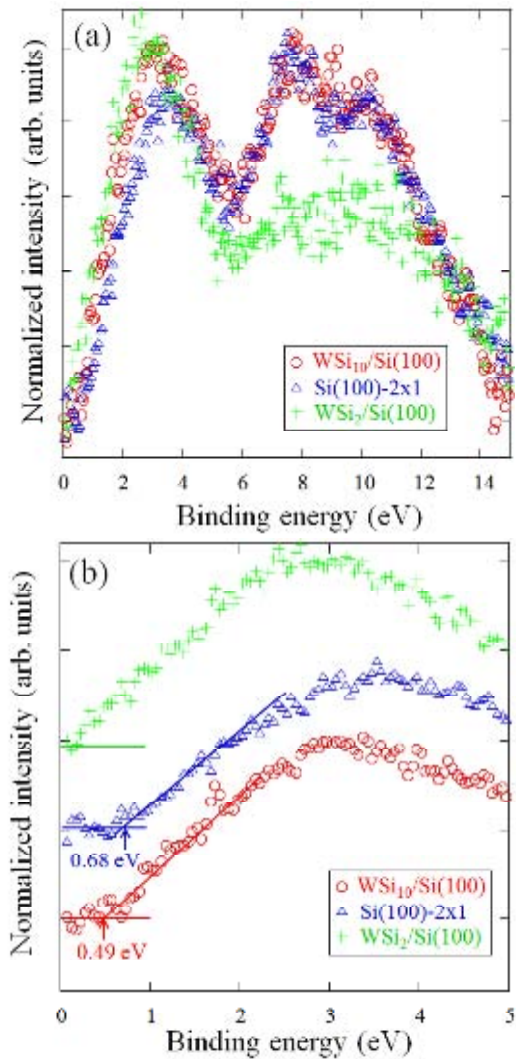 (a)
Normalized intensity (arb. units)
WSi₁₀/Si(100)
Si(100)-2x1
WSi₂/Si(100)
0 2 4 6 8 10 12 14
Binding energy (eV)
(b)
Normalized intensity (arb. units)
0.68 eV
0.49 eV
WSi₁₀/Si(100)
Si(100)-2x1
WSi₂/Si(100)
0 1 2 3 4 5
Binding energy (eV)